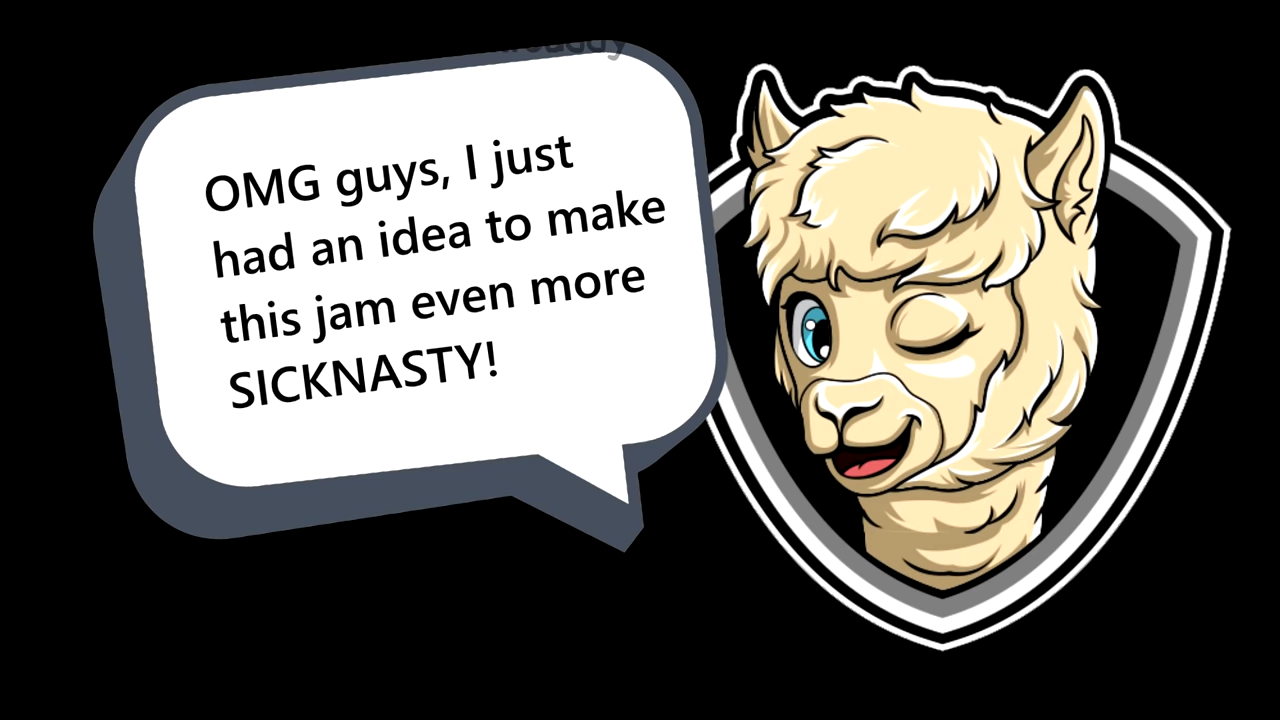 OMG guys, I just
had an idea to make
this jam even more
SICKNASTY!